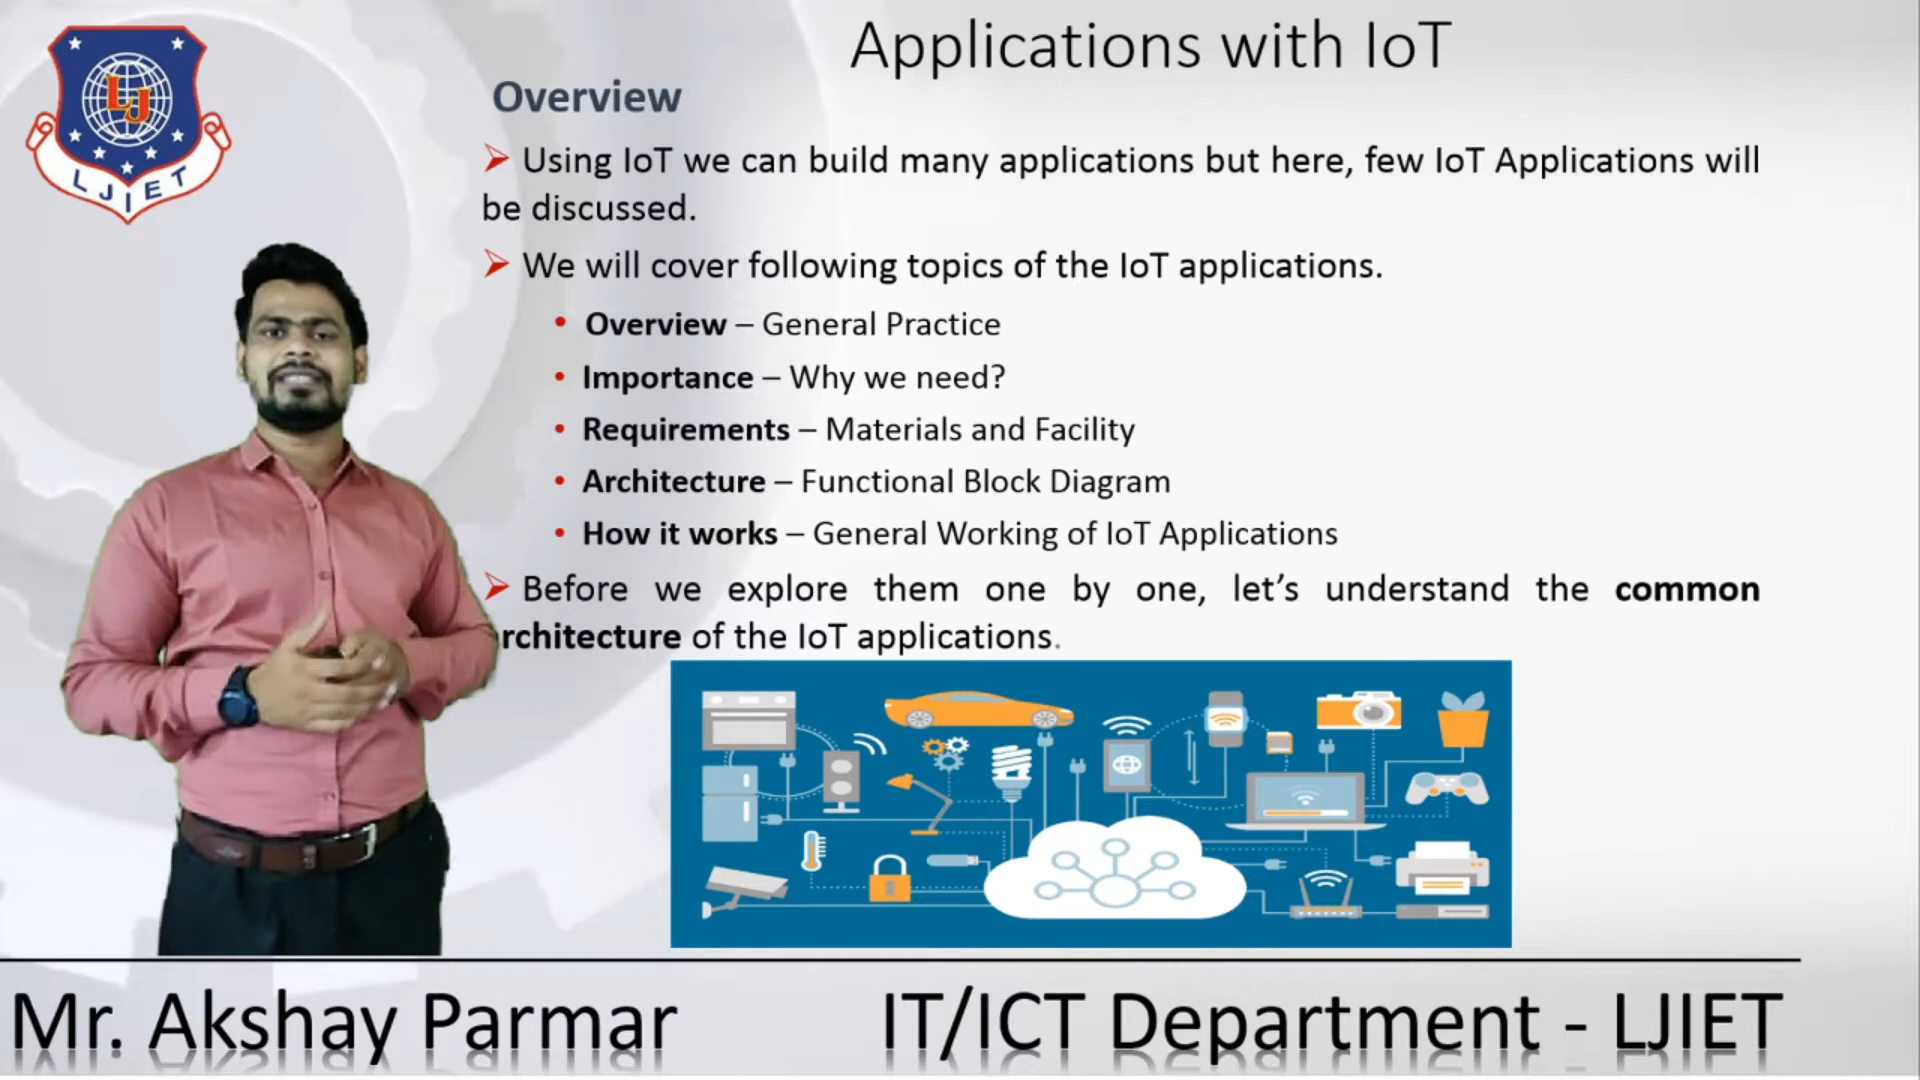 Applications with IoT
LJ
LJIET
Overview
Using IoT we can build many applications but here, few IoT Applications will
be discussed.
We will cover following topics of the IoT applications.
• Overview – General Practice
• Importance – Why we need?
• Requirements – Materials and Facility
• Architecture – Functional Block Diagram
• How it works – General Working of IoT Applications
Before we explore them one by one, let's understand the common
rchitecture of the IoT applications.
Mr. Akshay Parmar
IT/ICT Department - LJIET